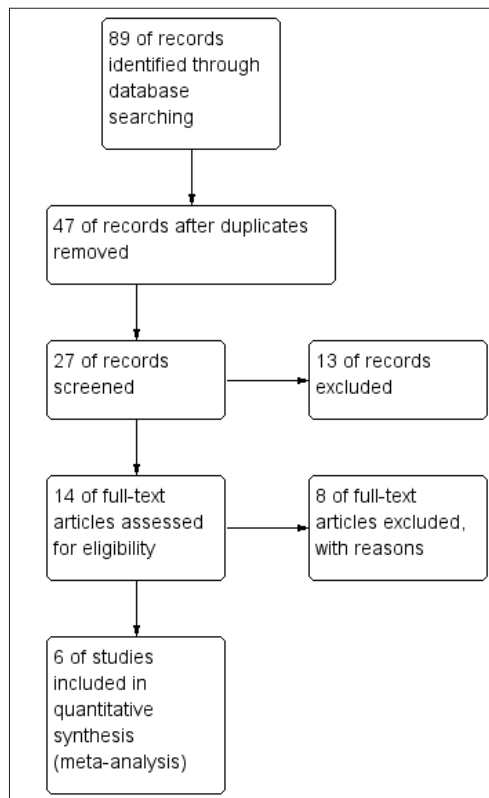 89 of records
identified through
database
searching
47 of records after duplicates
removed
27 of records
screened
13 of records
excluded
14 of full-text
articles assessed
for eligibility
8 of full-text
articles excluded,
with reasons
6 of studies
included in
quantitative
synthesis
(meta-analysis)